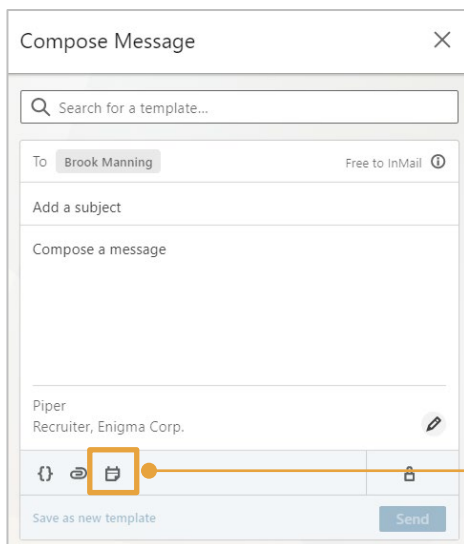 Compose Message
Search for a template...
To Brook Manning Free to InMail
Add a subject
Compose a message
Piper
Recruiter, Enigma Corp.
{}
Save as new template Send